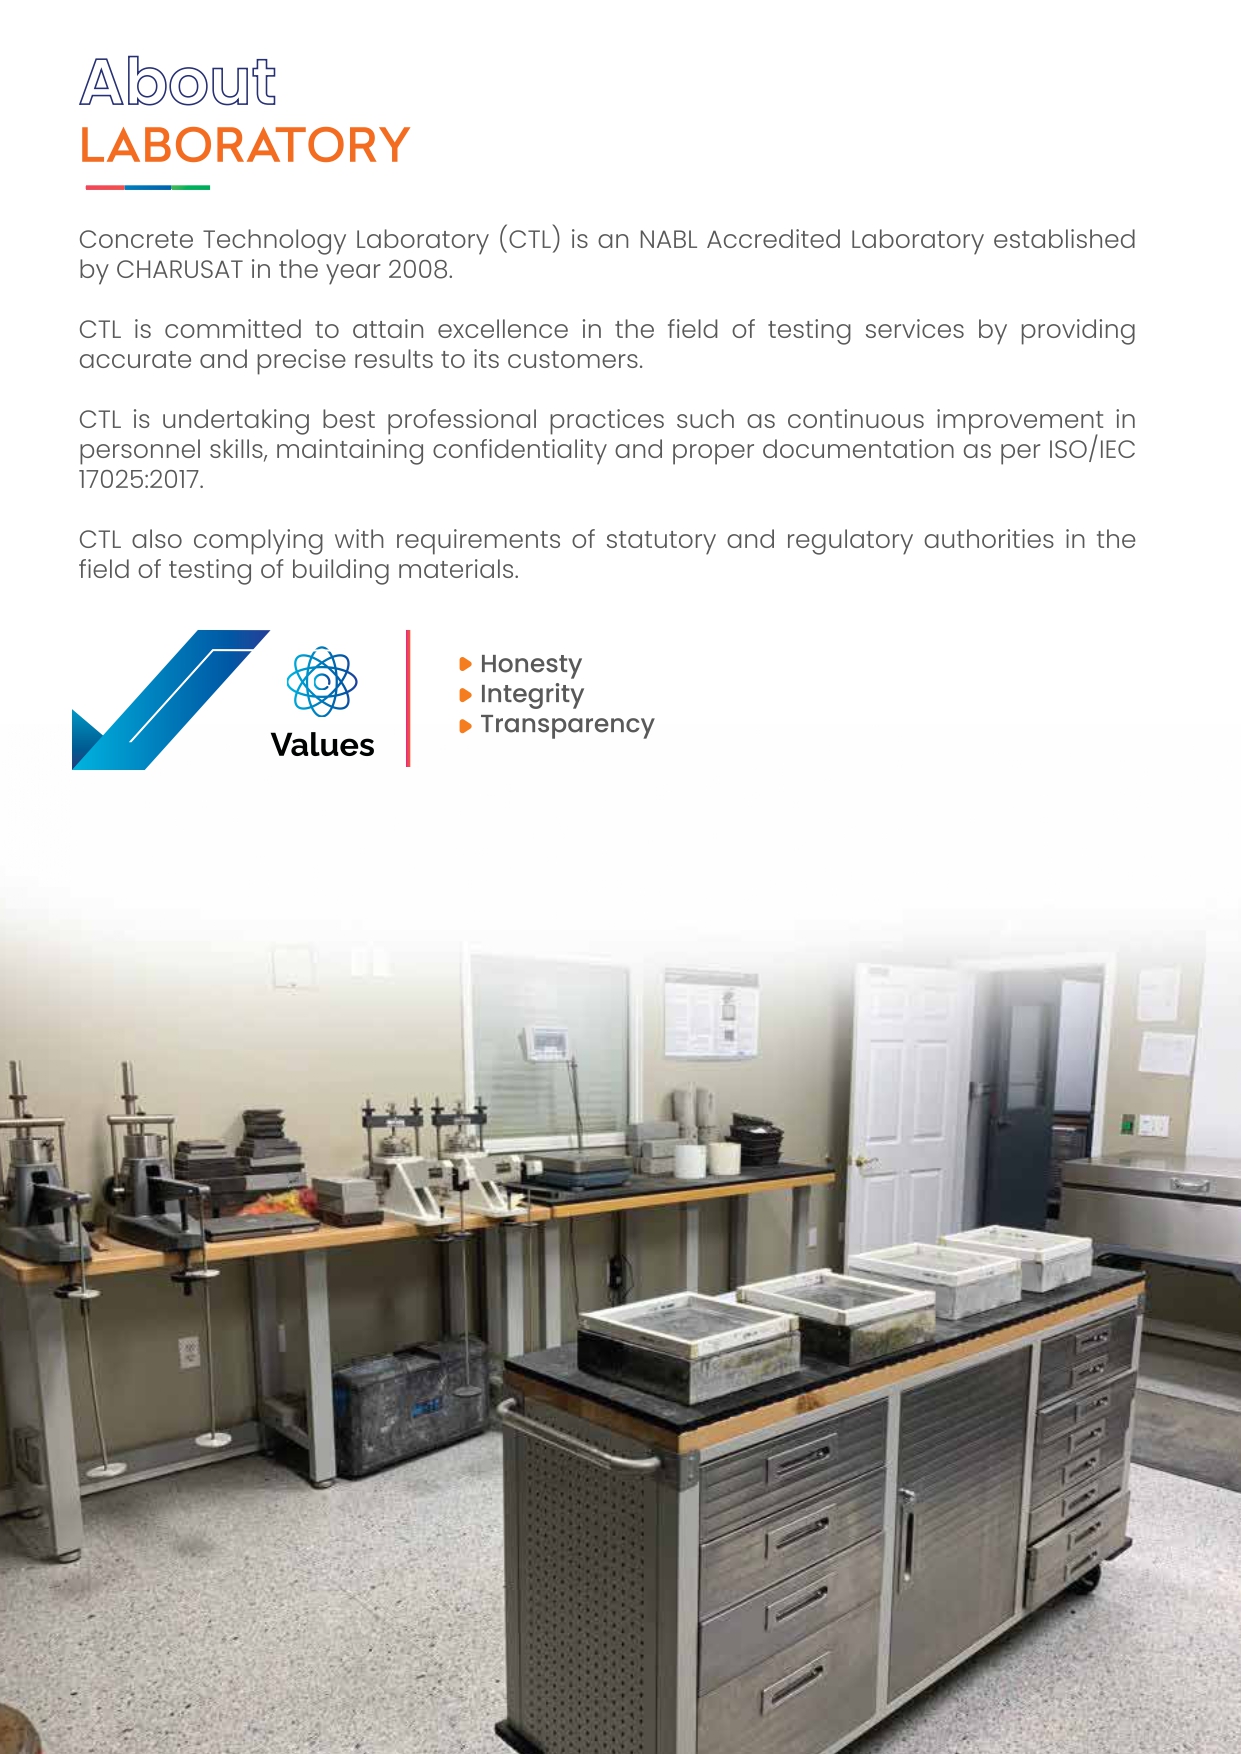 About
LABORATORY
Concrete Technology Laboratory (CTL) is an NABL Accredited Laboratory established
by CHARUSAT in the year 2008.
CTL is committed to attain excellence in the field of testing services by providing
accurate and precise results to its customers.
CTL is undertaking best professional practices such as continuous improvement in
personnel skills, maintaining confidentiality and proper documentation as per ISO/IEC
17025:2017.
CTL also complying with requirements of statutory and regulatory authorities in the
field of testing of building materials.
Values
Honesty
Integrity
Transparency